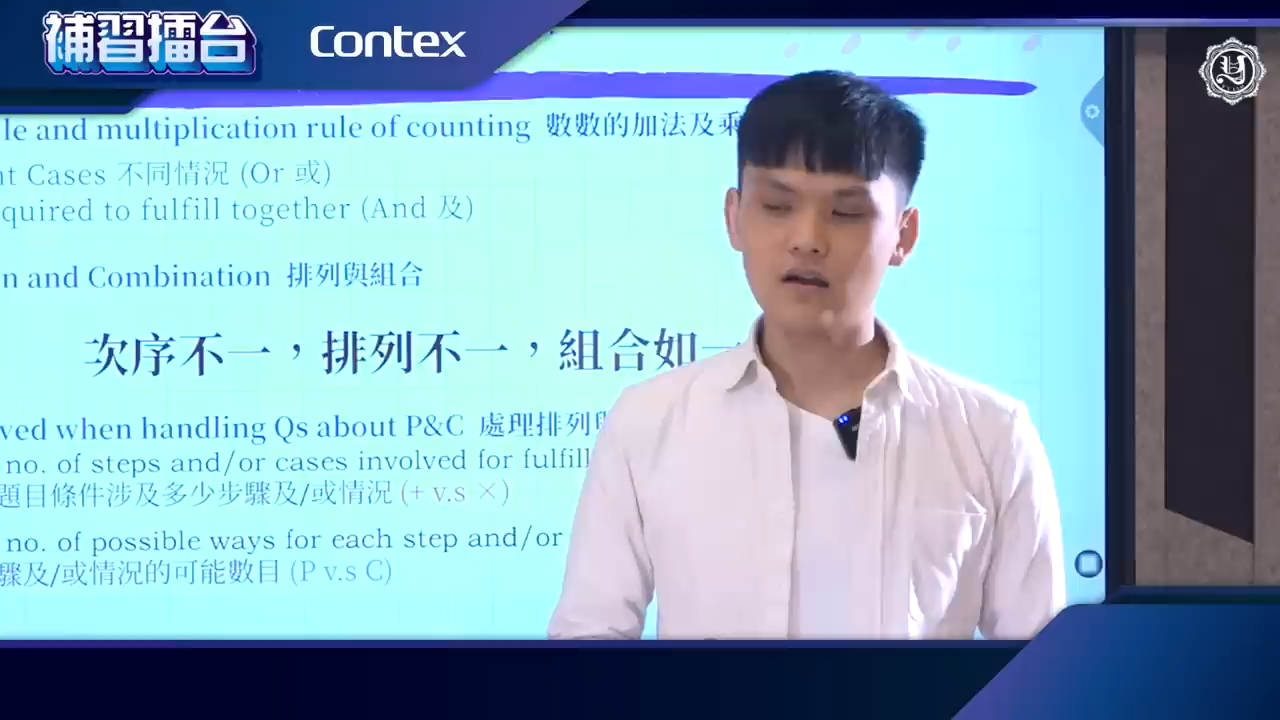 補習擂台
Contex
le and multiplication rule of counting 數數的加法及乘
nt Cases 不同情況 (Or 或)
quired to fulfill together (And 及)
n and Combination 排列與組合
次序不一,排列不一,組合如一
ved when handling Qs about P&C 處理排列與
no. of steps and/or cases involved for fulfill
題目條件涉及多少步驟及/或情況 (+ v.s ×)
no. of possible ways for each step and/or
驟及/或情況的可能數目 (P v.s C)